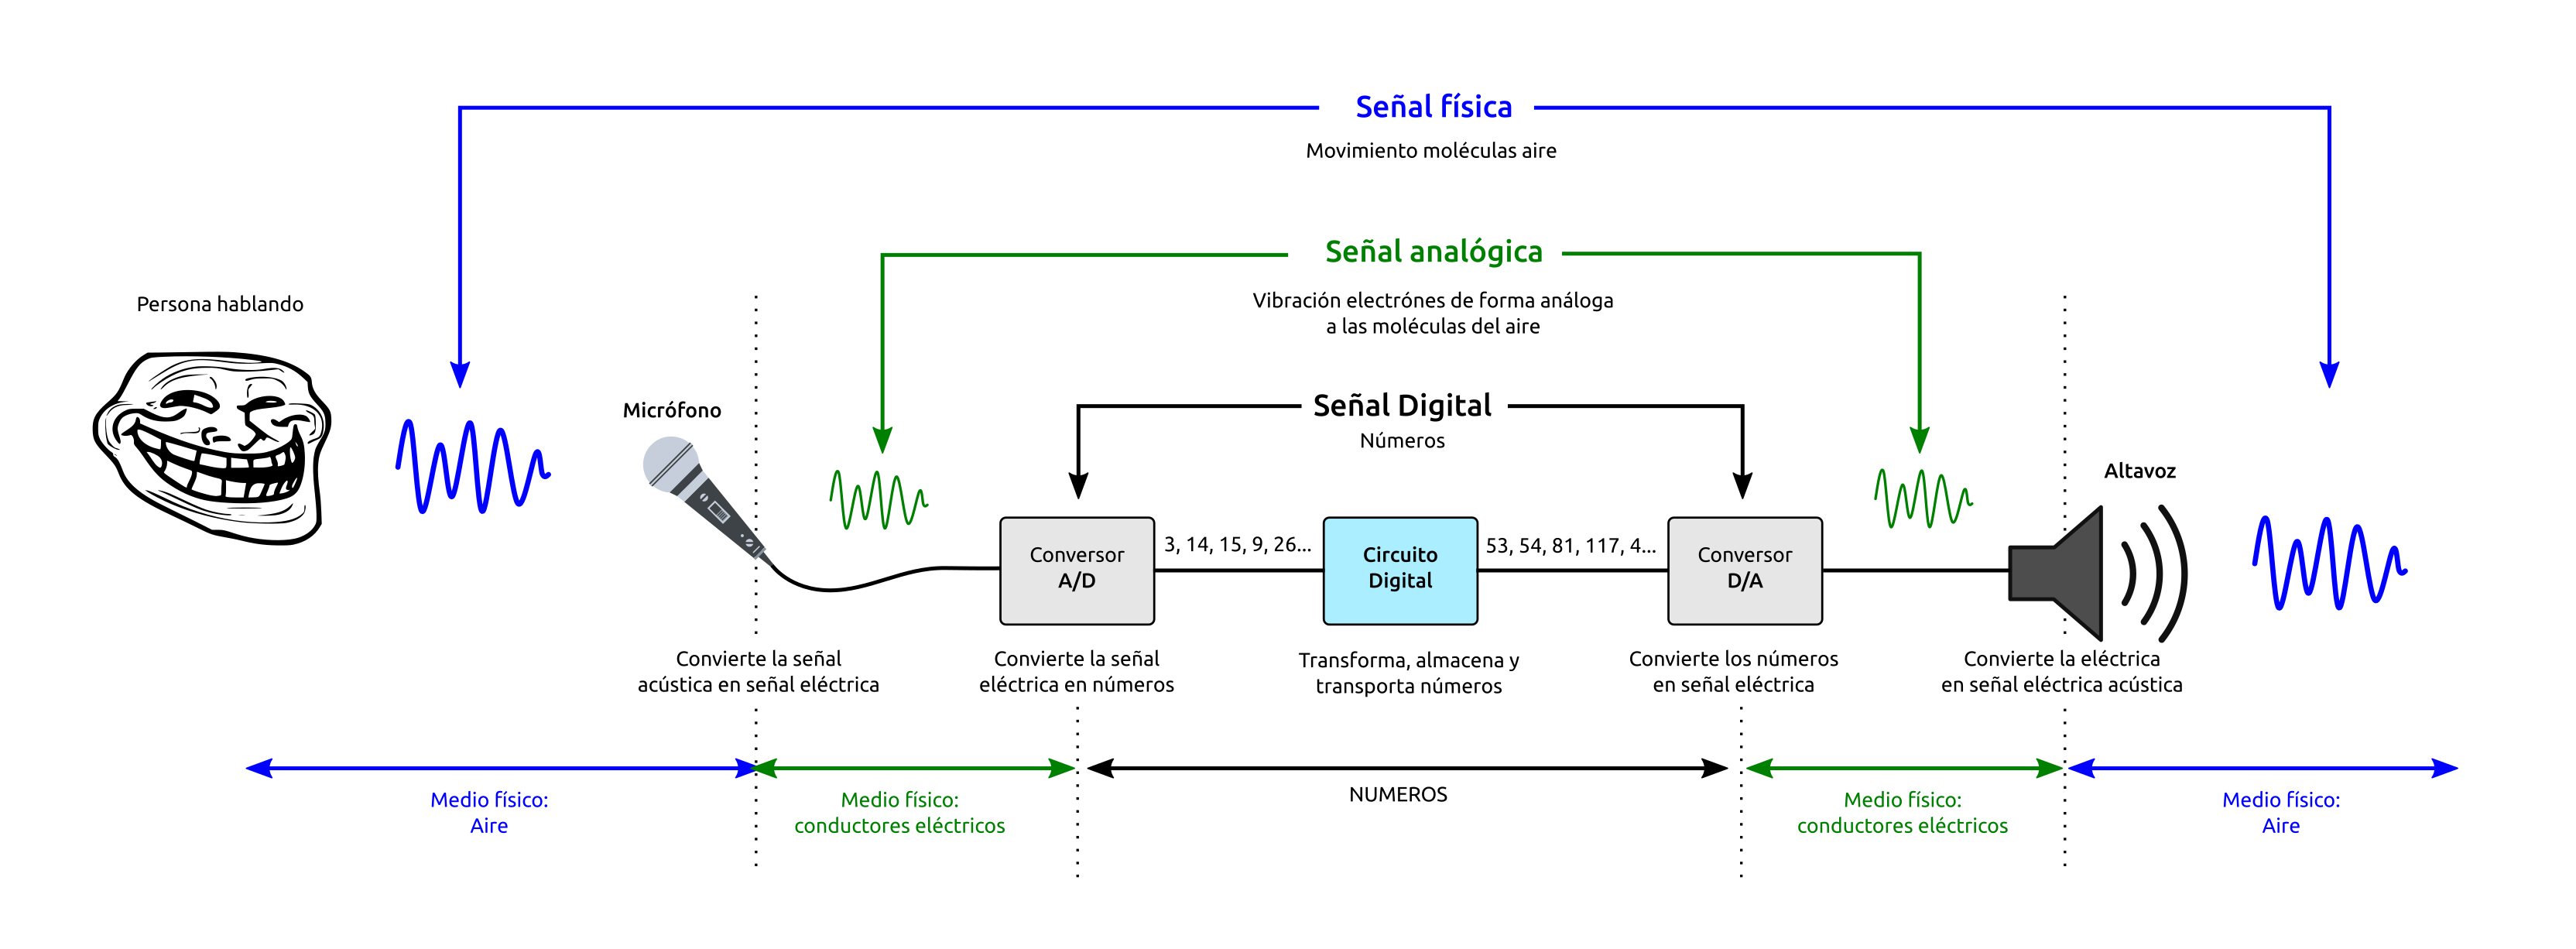 Señal física
Movimiento moléculas aire
Señal analógica
Vibración electrónes de forma análoga
a las moléculas del aire
Persona hablando
Señal Digital
Números
Micrófono
Altavoz
Conversor
A/D
3, 14, 15, 9, 26...
Circuito
Digital
53, 54, 81, 117, 4...
Conversor
D/A
Convierte la señal
acústica en señal eléctrica
Convierte la señal
eléctrica en números
Transforma, almacena y
transporta números
Convierte los números
en señal eléctrica
Convierte la eléctrica
en señal eléctrica acústica
Medio físico:
Aire
Medio físico:
conductores eléctricos
NUMEROS
Medio físico:
conductores eléctricos
Medio físico:
Aire